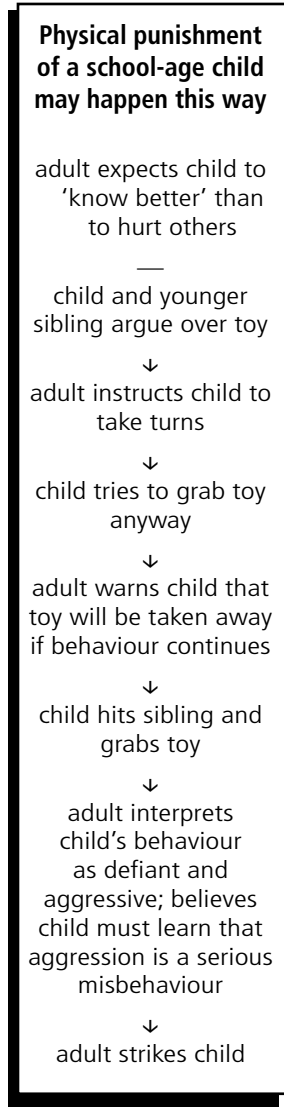 Physical punishment
of a school-age child
may happen this way
adult expects child to
‘know better’ than
to hurt others
—
child and younger
sibling argue over toy
↓
adult instructs child to
take turns
↓
child tries to grab toy
anyway
↓
adult warns child that
toy will be taken away
if behaviour continues
↓
child hits sibling and
grabs toy
↓
adult interprets
child’s behaviour
as defiant and
aggressive; believes
child must learn that
aggression is a serious
misbehaviour
↓
adult strikes child